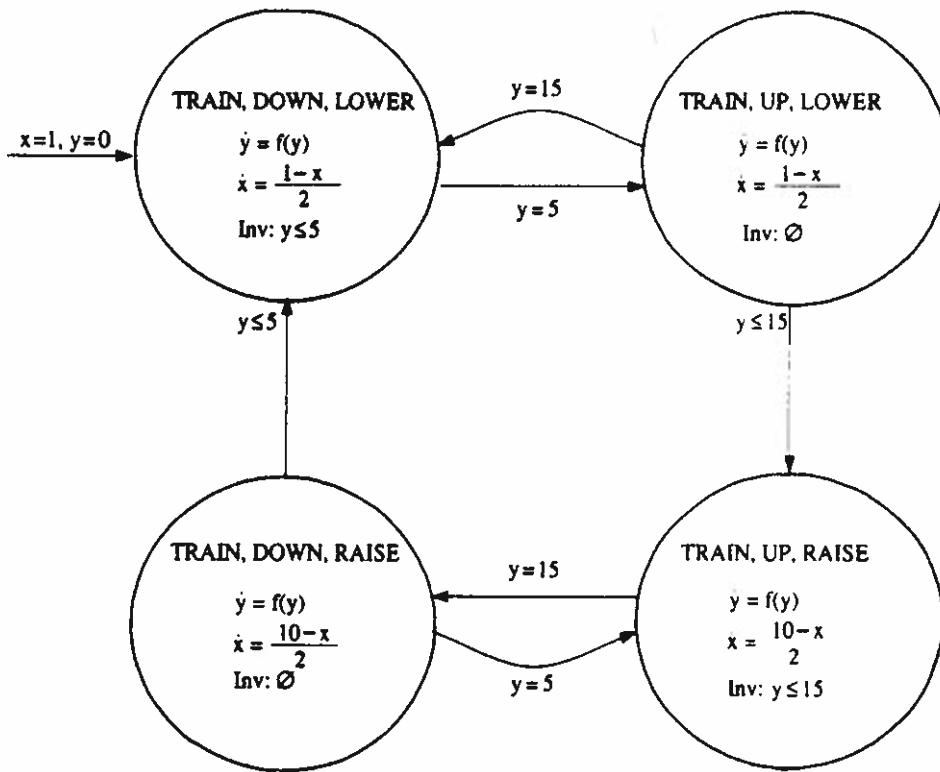 TRAIN, DOWN, LOWER
ẏ = f(y)
ẋ = 1−x
2
Inv: y≤5
x=1, y=0
y=15
y=5
TRAIN, UP, LOWER
ẏ = f(y)
ẋ = 1−x
2
Inv: ∅
y≤5
y≤15
TRAIN, DOWN, RAISE
ẏ = f(y)
ẋ = 10−x
2
Inv: ∅
y=15
y=5
TRAIN, UP, RAISE
ẏ = f(y)
ẋ = 10−x
2
Inv: y≤15